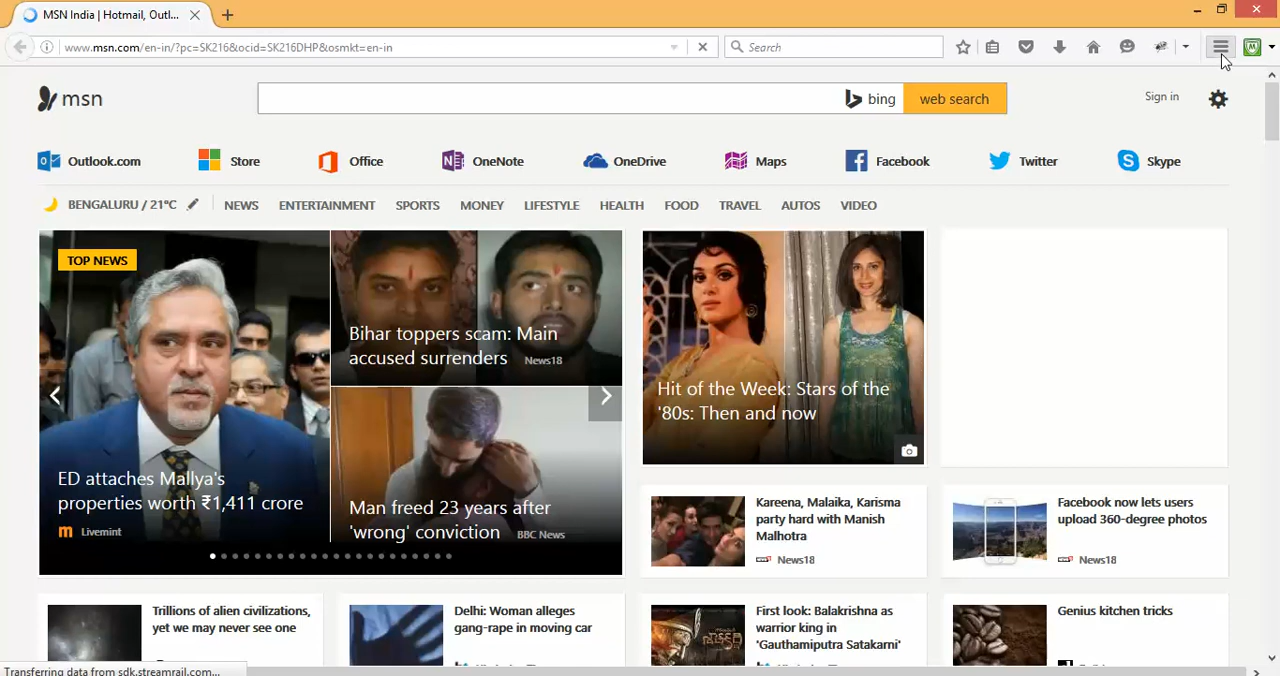 MSN India | Hotmail, Outl...
www.msn.com/en-in/?pc=SK216&ocid=SK216DHP&osmkt=en-in
Search
msn
bing
web search
Sign in
Outlook.com
Store
Office
OneNote
OneDrive
Maps
Facebook
Twitter
Skype
BENGALURU / 21°C
NEWS
ENTERTAINMENT
SPORTS
MONEY
LIFESTYLE
HEALTH
FOOD
TRAVEL
AUTOS
VIDEO
TOP NEWS
ED attaches Mallya's
properties worth ₹1,411 crore
Livemint
Bihar toppers scam: Main
accused surrenders
News18
Man freed 23 years after
'wrong' conviction
BBC News
Hit of the Week: Stars of the
'80s: Then and now
Kareena, Malaika, Karisma
party hard with Manish
Malhotra
News18
Facebook now lets users
upload 360-degree photos
News18
Trillions of alien civilizations,
yet we may never see one
Delhi: Woman alleges
gang-rape in moving car
First look: Balakrishna as
warrior king in
'Gauthamiputra Satakarni'
Genius kitchen tricks
Transferring data from sdk.streamrail.com...